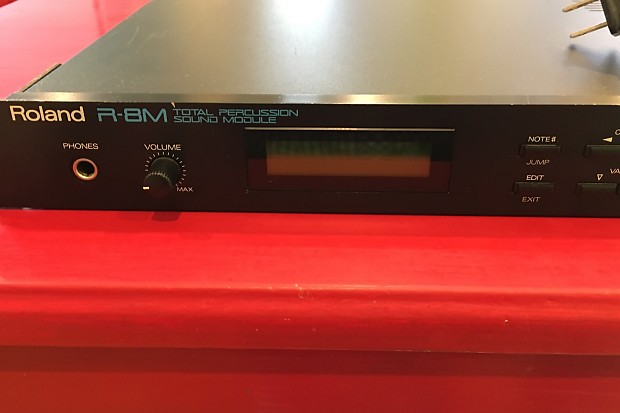 Roland R-8M TOTAL PERCUSSION
SOUND MODULE
PHONES
VOLUME
MAX
NOTE#
JUMP
EDIT
EXIT